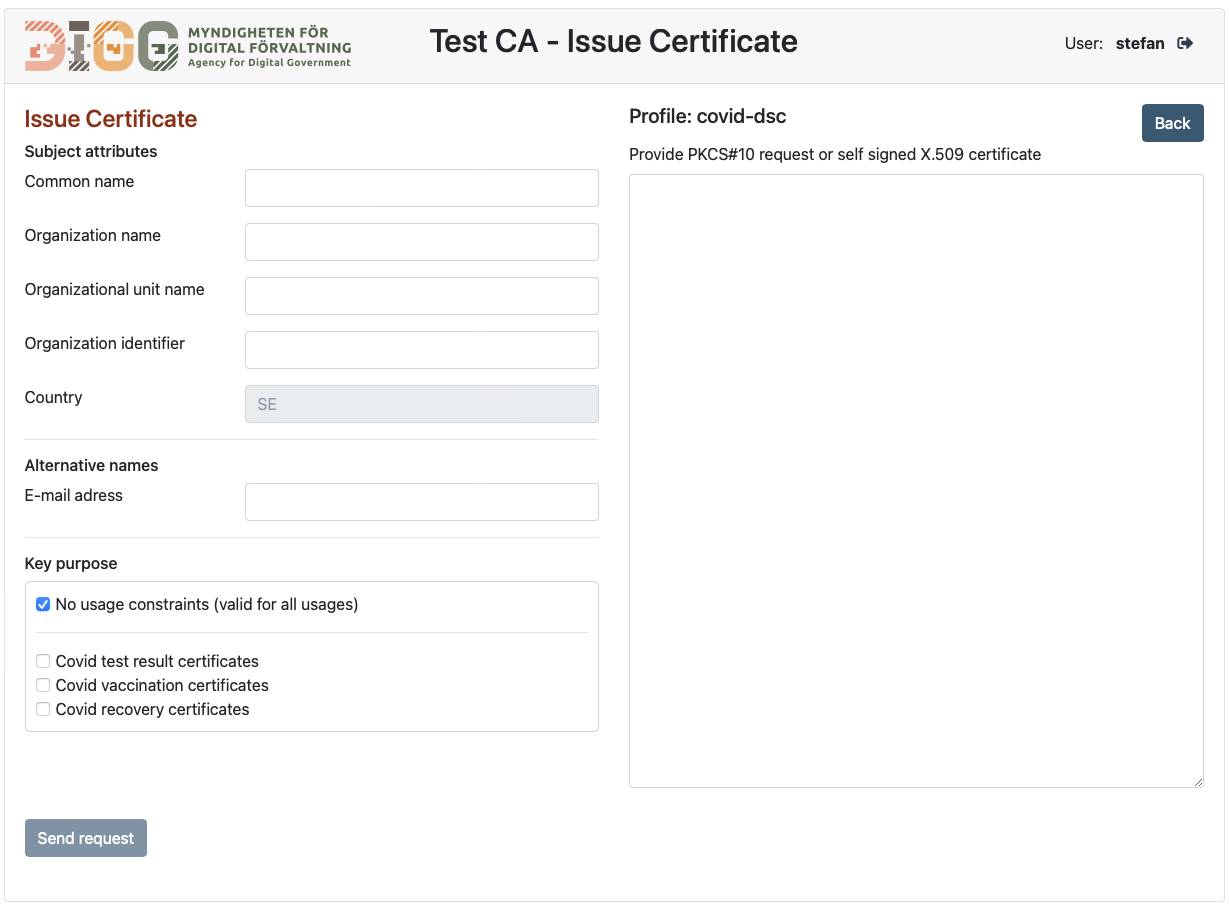 DIGG
MYNDIGHETEN FÖR
DIGITAL FÖRVALTNING
Agency for Digital Government
Test CA - Issue Certificate
User: stefan
Issue Certificate
Subject attributes
Common name
Organization name
Organizational unit name
Organization identifier
Country
SE
Alternative names
E-mail adress
Key purpose
No usage constraints (valid for all usages)
Covid test result certificates
Covid vaccination certificates
Covid recovery certificates
Send request
Profile: covid-dsc
Back
Provide PKCS#10 request or self signed X.509 certificate